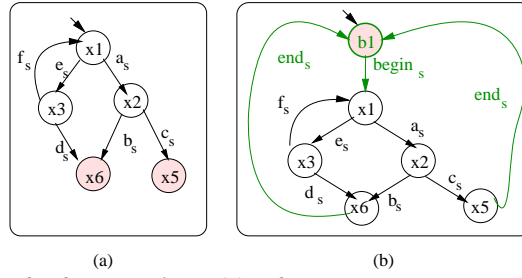 x1
f_s
e_s
a_s
x3
x2
d_s
b_s
c_s
x6
x5
(a)
b1
end_s
begin_s
end_s
f_s
x1
e_s
a_s
x3
x2
d_s
b_s
c_s
x6
x5
(b)